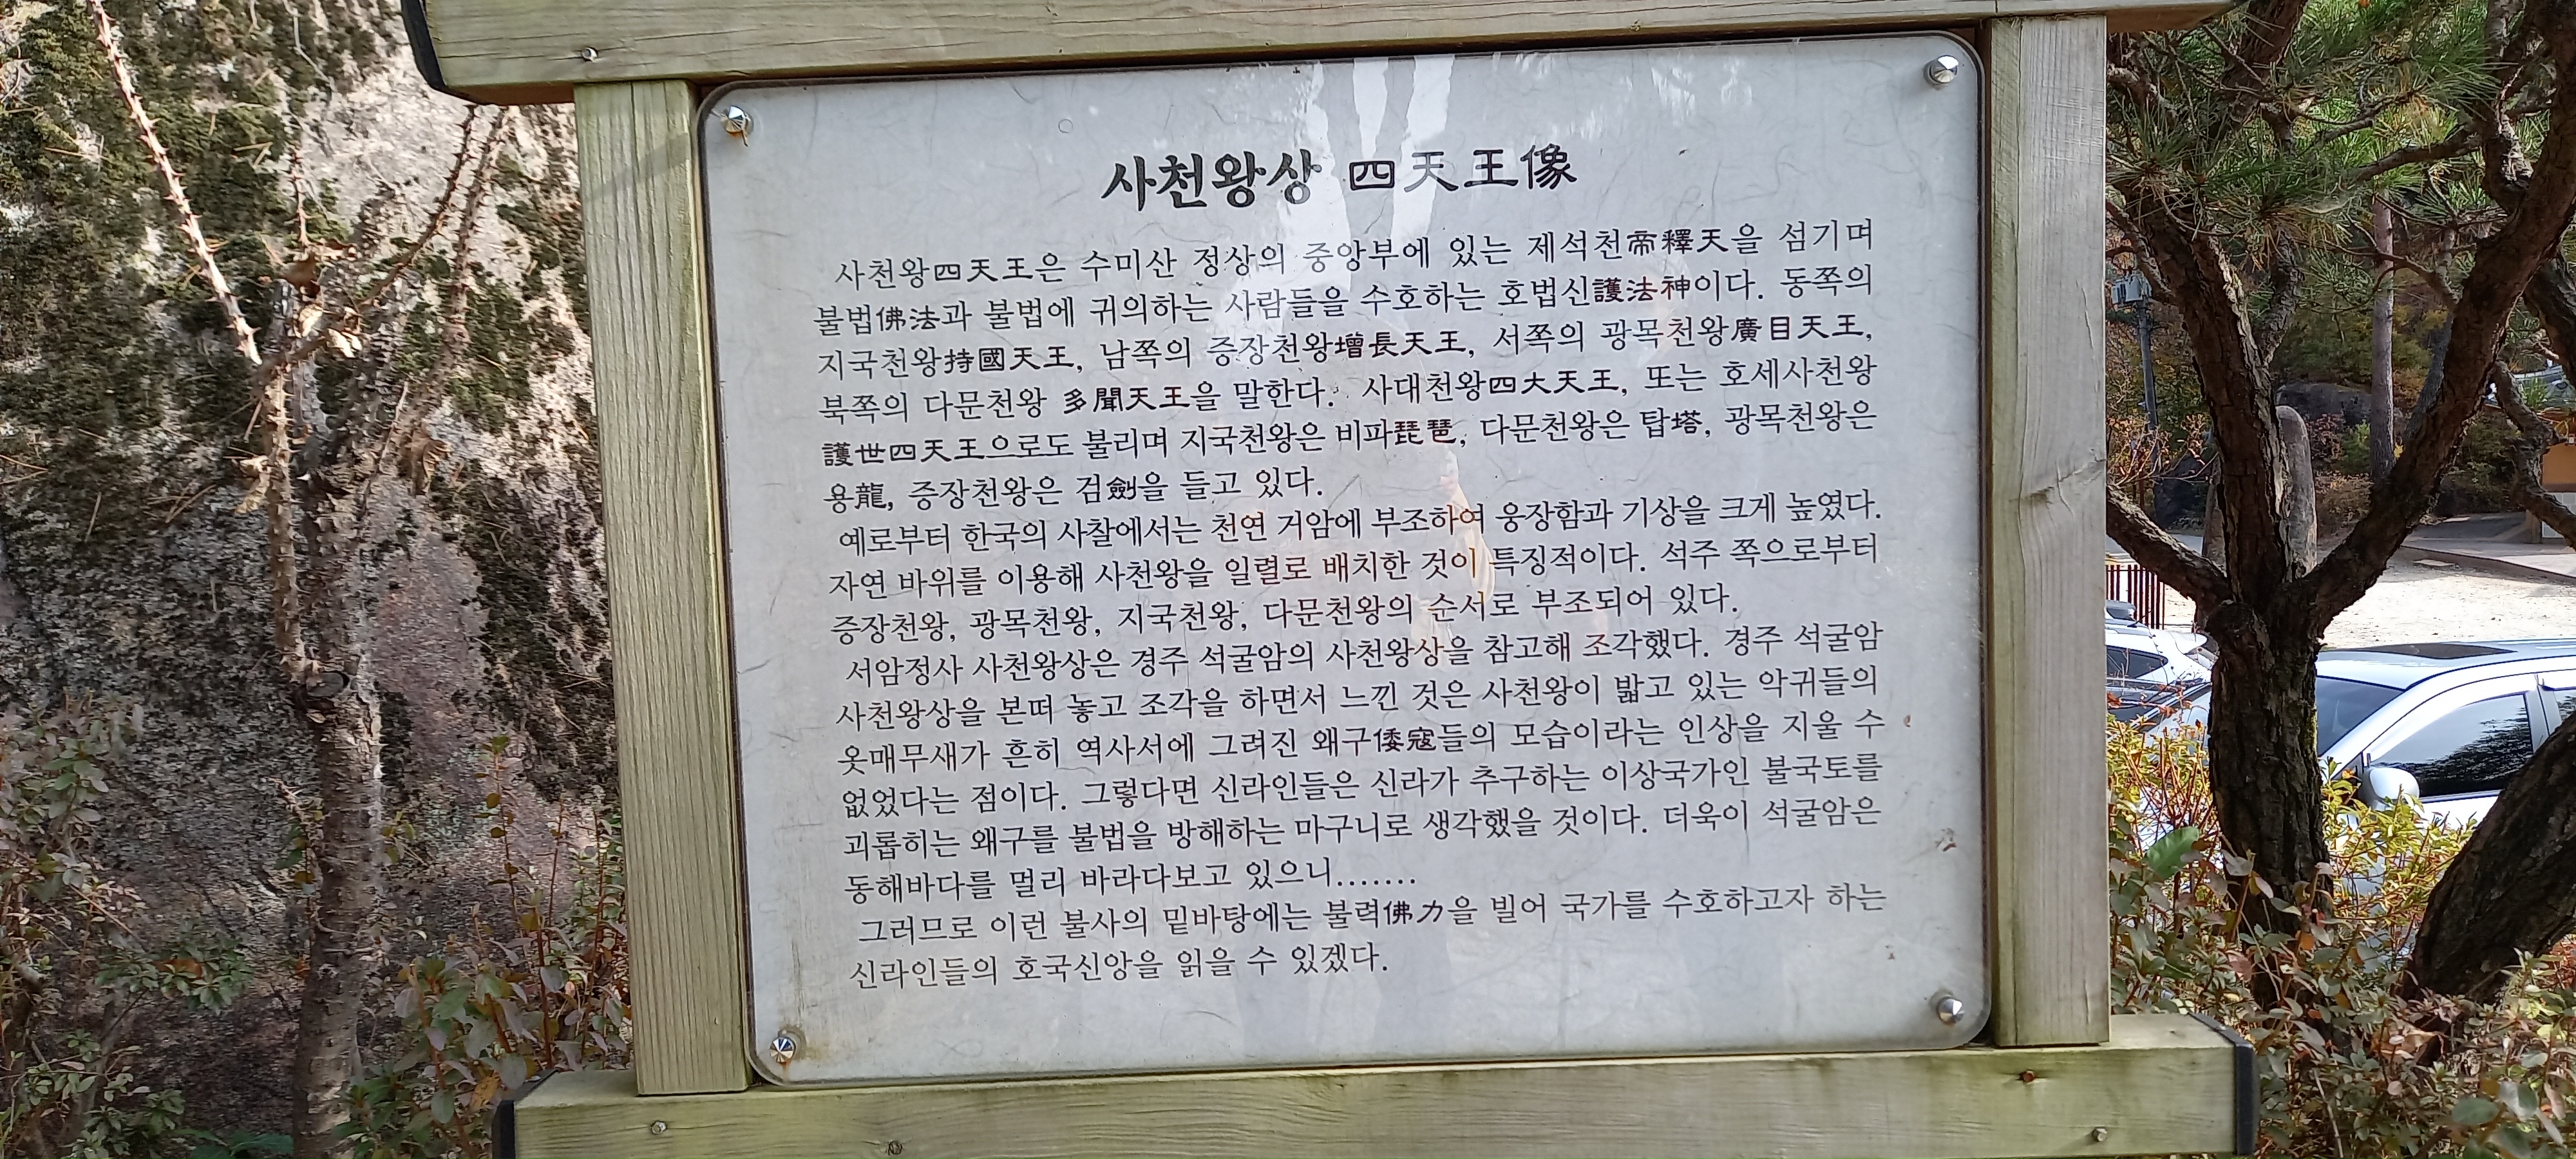 사천왕상 四天王像
사천왕四天王은 수미산 정상의 중앙부에 있는 제석천帝釋天을 섬기며
불법佛法과 불법에 귀의하는 사람들을 수호하는 호법신護法神이다. 동쪽의
지국천왕持國天王, 남쪽의 증장천왕增長天王, 서쪽의 광목천왕廣目天王,
북쪽의 다문천왕 多聞天王을 말한다. 사대천왕四大天王, 또는 호세사천왕
護世四天王으로도 불리며 지국천왕은 비파琵琶, 다문천왕은 탑塔, 광목천왕은
용龍, 증장천왕은 검劍을 들고 있다.
예로부터 한국의 사찰에서는 천연 거암에 부조하여 웅장함과 기상을 크게 높였다.
자연 바위를 이용해 사천왕을 일렬로 배치한 것이 특징적이다. 석주 쪽으로부터
증장천왕, 광목천왕, 지국천왕, 다문천왕의 순서로 부조되어 있다.
서암정사 사천왕상은 경주 석굴암의 사천왕상을 참고해 조각했다. 경주 석굴암
사천왕상을 본떠 놓고 조각을 하면서 느낀 것은 사천왕이 밟고 있는 악귀들의
옷매무새가 흔히 역사서에 그려진 왜구倭寇들의 모습이라는 인상을 지울 수
없었다는 점이다. 그렇다면 신라인들은 신라가 추구하는 이상국가인 불국토를
괴롭히는 왜구를 불법을 방해하는 마구니로 생각했을 것이다. 더욱이 석굴암은
동해바다를 멀리 바라다보고 있으니.......
그러므로 이런 불사의 밑바탕에는 불력佛力을 빌어 국가를 수호하고자 하는
신라인들의 호국신앙을 읽을 수 있겠다.